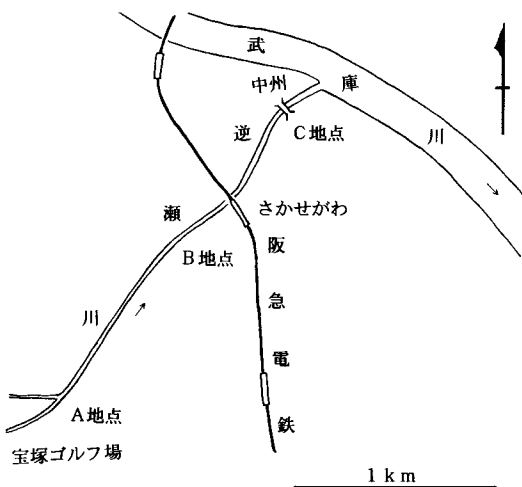 武庫川
中州
C地点
逆瀬川
さかせがわ
B地点
阪急電鉄
A地点
宝塚ゴルフ場
1km